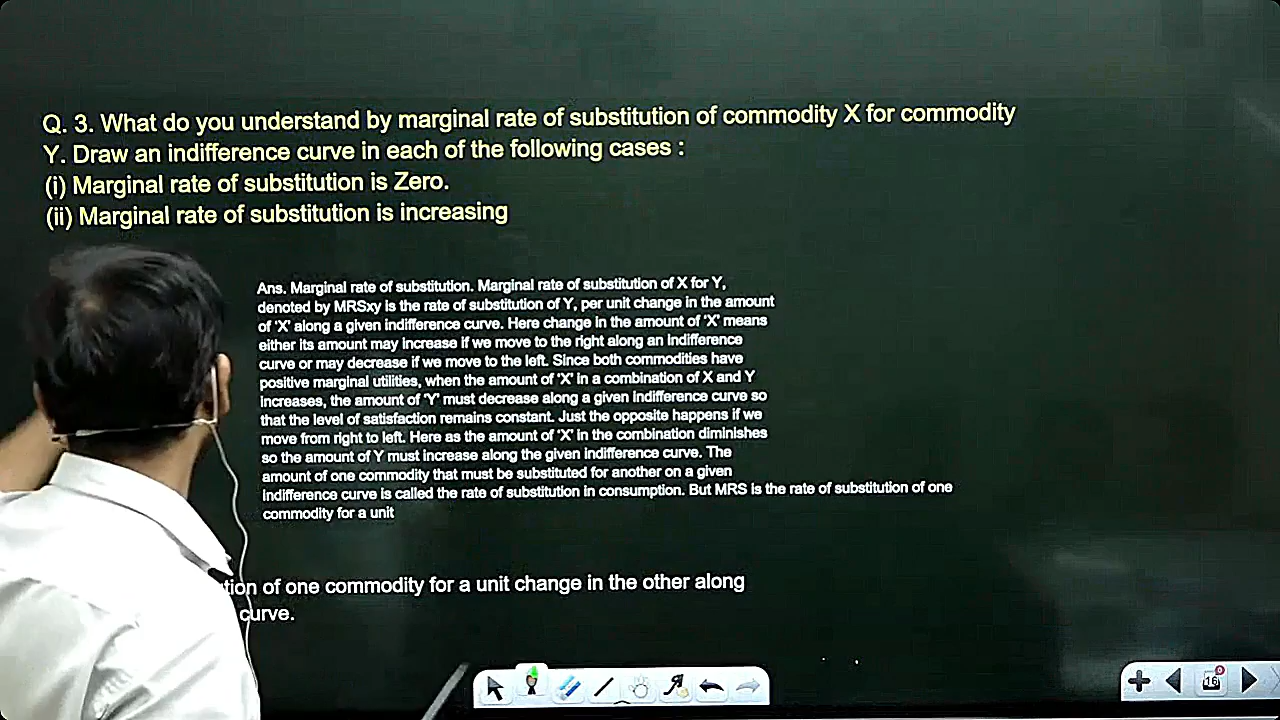 Q. 3. What do you understand by marginal rate of substitution of commodity X for commodity
Y. Draw an indifference curve in each of the following cases :
(i) Marginal rate of substitution is Zero.
(ii) Marginal rate of substitution is increasing
Ans. Marginal rate of substitution. Marginal rate of substitution of X for Y,
denoted by MRSxy is the rate of substitution of Y, per unit change in the amount
of 'X' along a given indifference curve. Here change in the amount of 'X' means
either its amount may increase if we move to the right along an indifference
curve or may decrease if we move to the left. Since both commodities have
positive marginal utilities, when the amount of 'X' in a combination of X and Y
increases, the amount of 'Y' must decrease along a given indifference curve so
that the level of satisfaction remains constant. Just the opposite happens if we
move from right to left. Here as the amount of 'X' in the combination diminishes
so the amount of Y must increase along the given indifference curve. The
amount of one commodity that must be substituted for another on a given
indifference curve is called the rate of substitution in consumption. But MRS is the rate of substitution of one
commodity for a unit
tion of one commodity for a unit change in the other along
curve.
16